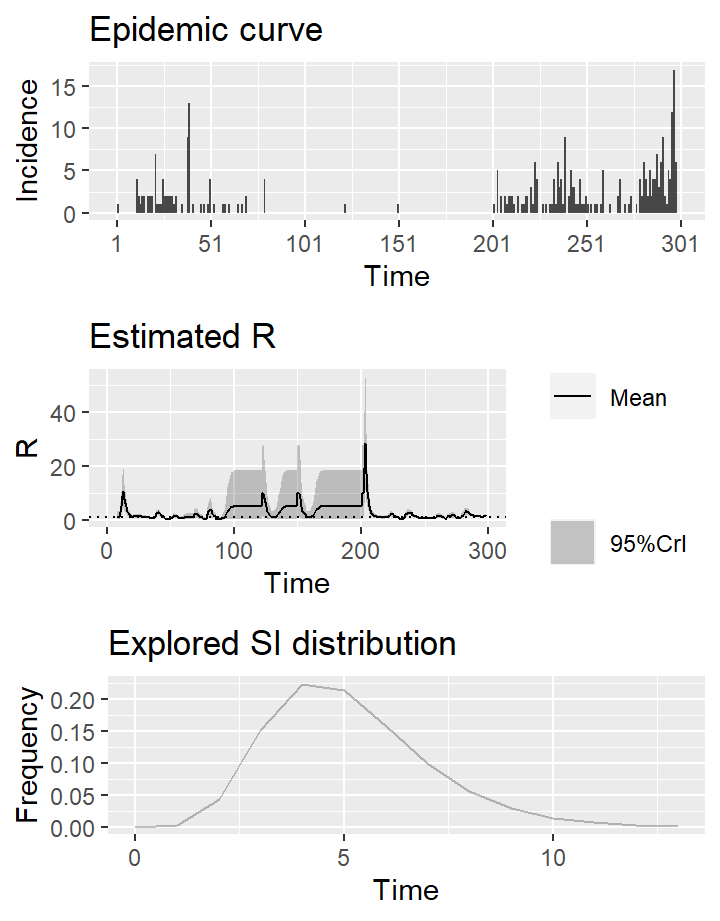 Epidemic curve
Incidence
15
10
5
0
1 51 101 151 201 251 301
Time
Estimated R
R
40
20
0
0 100 200 300
Time
Mean
95%CrI
Explored SI distribution
Frequency
0.20
0.15
0.10
0.05
0.00
0 5 10
Time